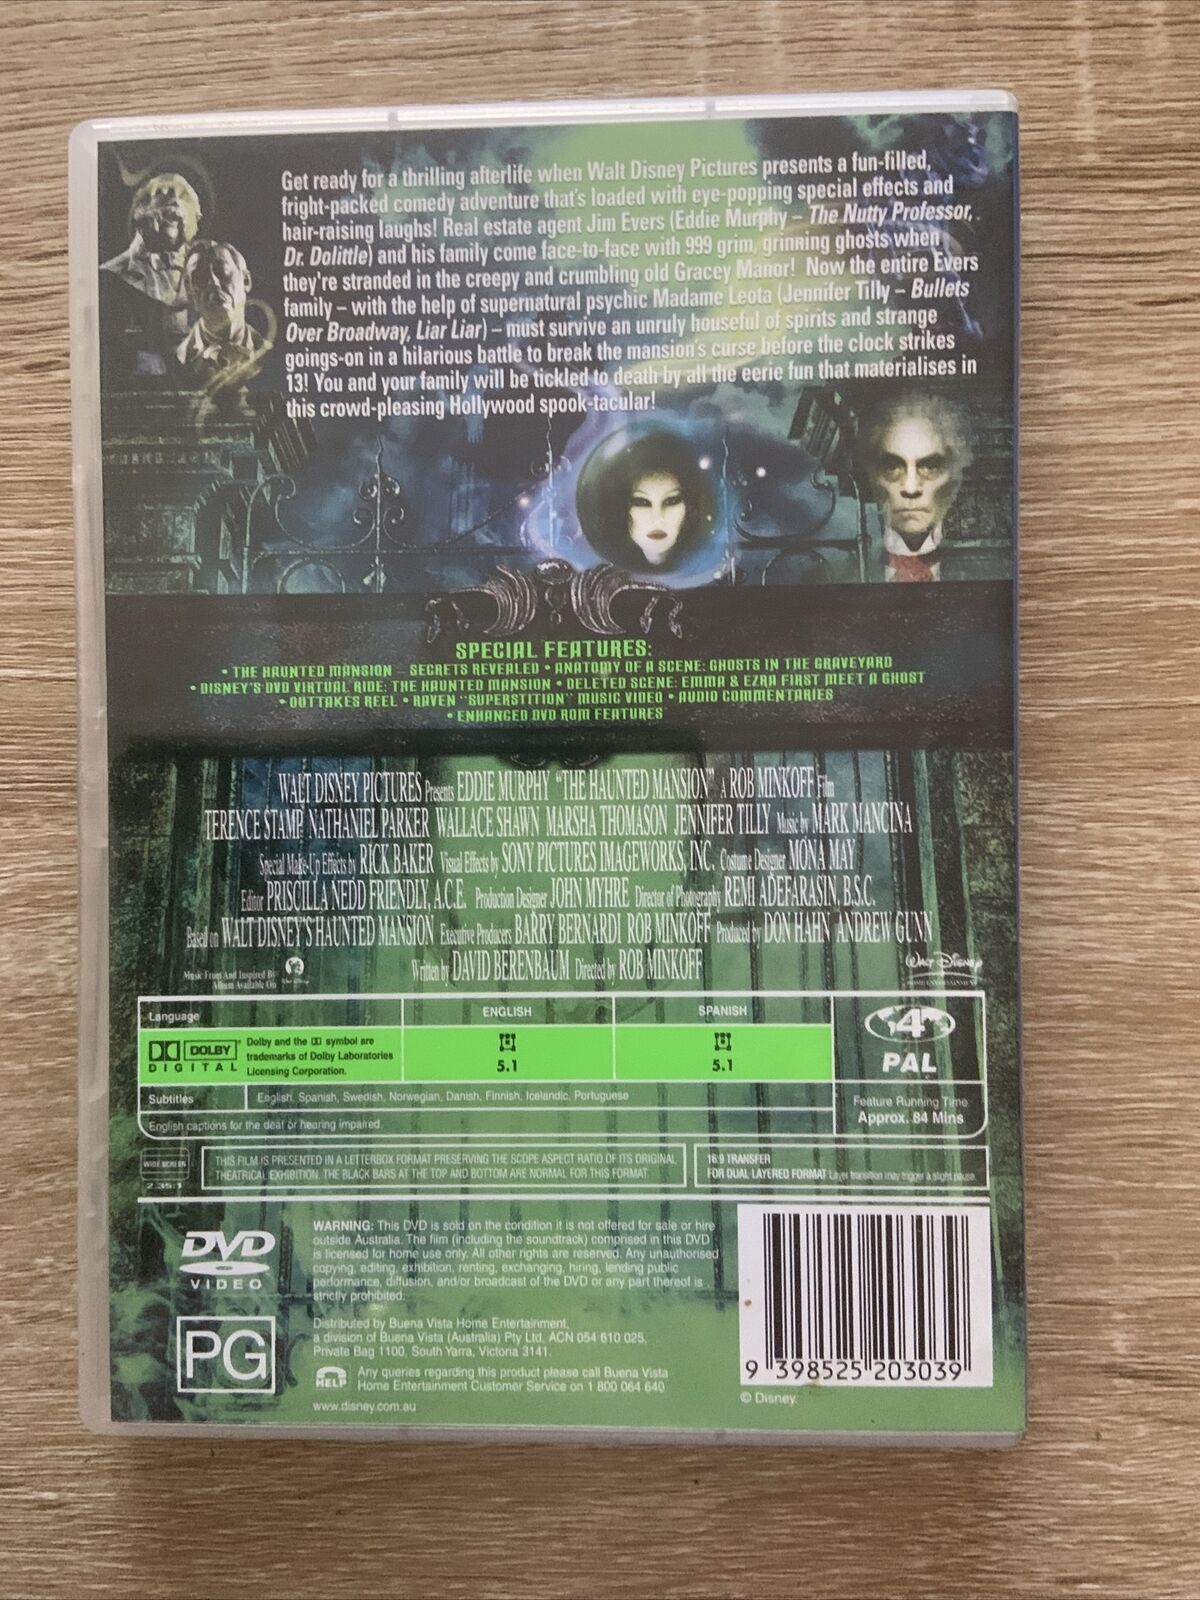 Get ready for a thrilling afterlife when Walt Disney Pictures presents a fun-filled,
fright-packed comedy adventure that's loaded with eye-popping special effects and
hair-raising laughs! Real estate agent Jim Evers (Eddie Murphy – The Nutty Professor,
Dr. Dolittle) and his family come face-to-face with 999 grim, grinning ghosts when
they're stranded in the creepy and crumbling old Gracey Manor! Now the entire Evers
family – with the help of supernatural psychic Madame Leota (Jennifer Tilly – Bullets
Over Broadway, Liar Liar) – must survive an unruly houseful of spirits and strange
goings-on in a hilarious battle to break the mansion's curse before the clock strikes
13! You and your family will be tickled to death by all the eerie fun that materialises in
this crowd-pleasing Hollywood spook-tacular!
SPECIAL FEATURES:
• THE HAUNTED MANSION – SECRETS REVEALED • ANATOMY OF A SCENE: GHOSTS IN THE GRAVEYARD
• DISNEY'S DVD VIRTUAL RIDE: THE HAUNTED MANSION • DELETED SCENE: EMMA & EZRA FIRST MEET A GHOST
• OUTTAKES REEL • RAVEN "SUPERSTITION" MUSIC VIDEO • AUDIO COMMENTARIES
• ENHANCED DVD ROM FEATURES
WALT DISNEY PICTURES Presents EDDIE MURPHY "THE HAUNTED MANSION" A ROB MINKOFF Film
TERENCE STAMP NATHANIEL PARKER WALLACE SHAWN MARSHA THOMASON JENNIFER TILLY Music by MARK MANCINA
Special Make-Up Effects by RICK BAKER Visual Effects by SONY PICTURES IMAGEWORKS, INC. Costume Designer MONA MAY
Editor PRISCILLA NEDD FRIENDLY, A.C.E. Production Designer JOHN MYHRE Director of Photography REMI ADEFARASIN, B.S.C.
Based on WALT DISNEY'S HAUNTED MANSION Executive Producers BARRY BERNARDI ROB MINKOFF Produced by DON HAHN ANDREW GUNN
Written by DAVID BERENBAUM Directed by ROB MINKOFF
Music From And Inspired By
Album Available On
Walt Disney
HOME ENTERTAINMENT
Language ENGLISH SPANISH
DOLBY DIGITAL
Dolby and the symbol are
trademarks of Dolby Laboratories
Licensing Corporation.
5.1 5.1
4
PAL
Subtitles English, Spanish, Swedish, Norwegian, Danish, Finnish, Icelandic, Portuguese
English captions for the deaf or hearing impaired.
Feature Running Time
Approx. 84 Mins
WIDE SCREEN
2.35:1
THIS FILM IS PRESENTED IN A LETTERBOX FORMAT PRESERVING THE SCOPE ASPECT RATIO OF ITS ORIGINAL
THEATRICAL EXHIBITION. THE BLACK BARS AT THE TOP AND BOTTOM ARE NORMAL FOR THIS FORMAT
16:9 TRANSFER
FOR DUAL LAYERED FORMAT Layer transition may trigger a slight pause.
DVD
VIDEO
WARNING: This DVD is sold on the condition it is not offered for sale or hire
outside Australia. The film (including the soundtrack) comprised in this DVD
is licensed for home use only. All other rights are reserved. Any unauthorised
copying, editing, exhibition, renting, exchanging, hiring, lending public
performance, diffusion, and/or broadcast of the DVD or any part thereof is
strictly prohibited.
PG
Distributed by Buena Vista Home Entertainment,
a division of Buena Vista (Australia) Pty Ltd, ACN 054 610 025,
Private Bag 1100, South Yarra, Victoria 3141.
HELP
Any queries regarding this product please call Buena Vista
Home Entertainment Customer Service on 1 800 064 640
www.disney.com.au
9 398525 203039
© Disney.